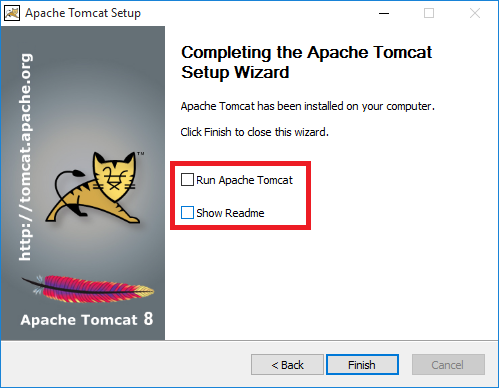 Apache Tomcat Setup
http://tomcat.apache.org
TM
Apache Tomcat 8
Completing the Apache Tomcat
Setup Wizard
Apache Tomcat has been installed on your computer.
Click Finish to close this wizard.
Run Apache Tomcat
Show Readme
< Back
Finish
Cancel